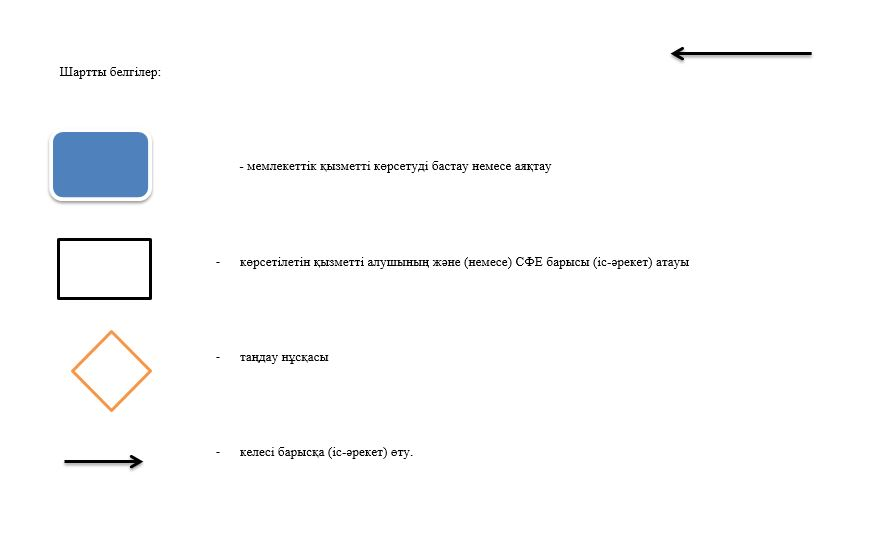 Шартты белгілер:
- мемлекеттік қызметті көрсетуді бастау немесе аяқтау
- көрсетілетін қызметті алушының және (немесе) СФЕ барысы (іс-әрекет) атауы
- таңдау нұсқасы
- келесі барысқа (іс-әрекет) өту.